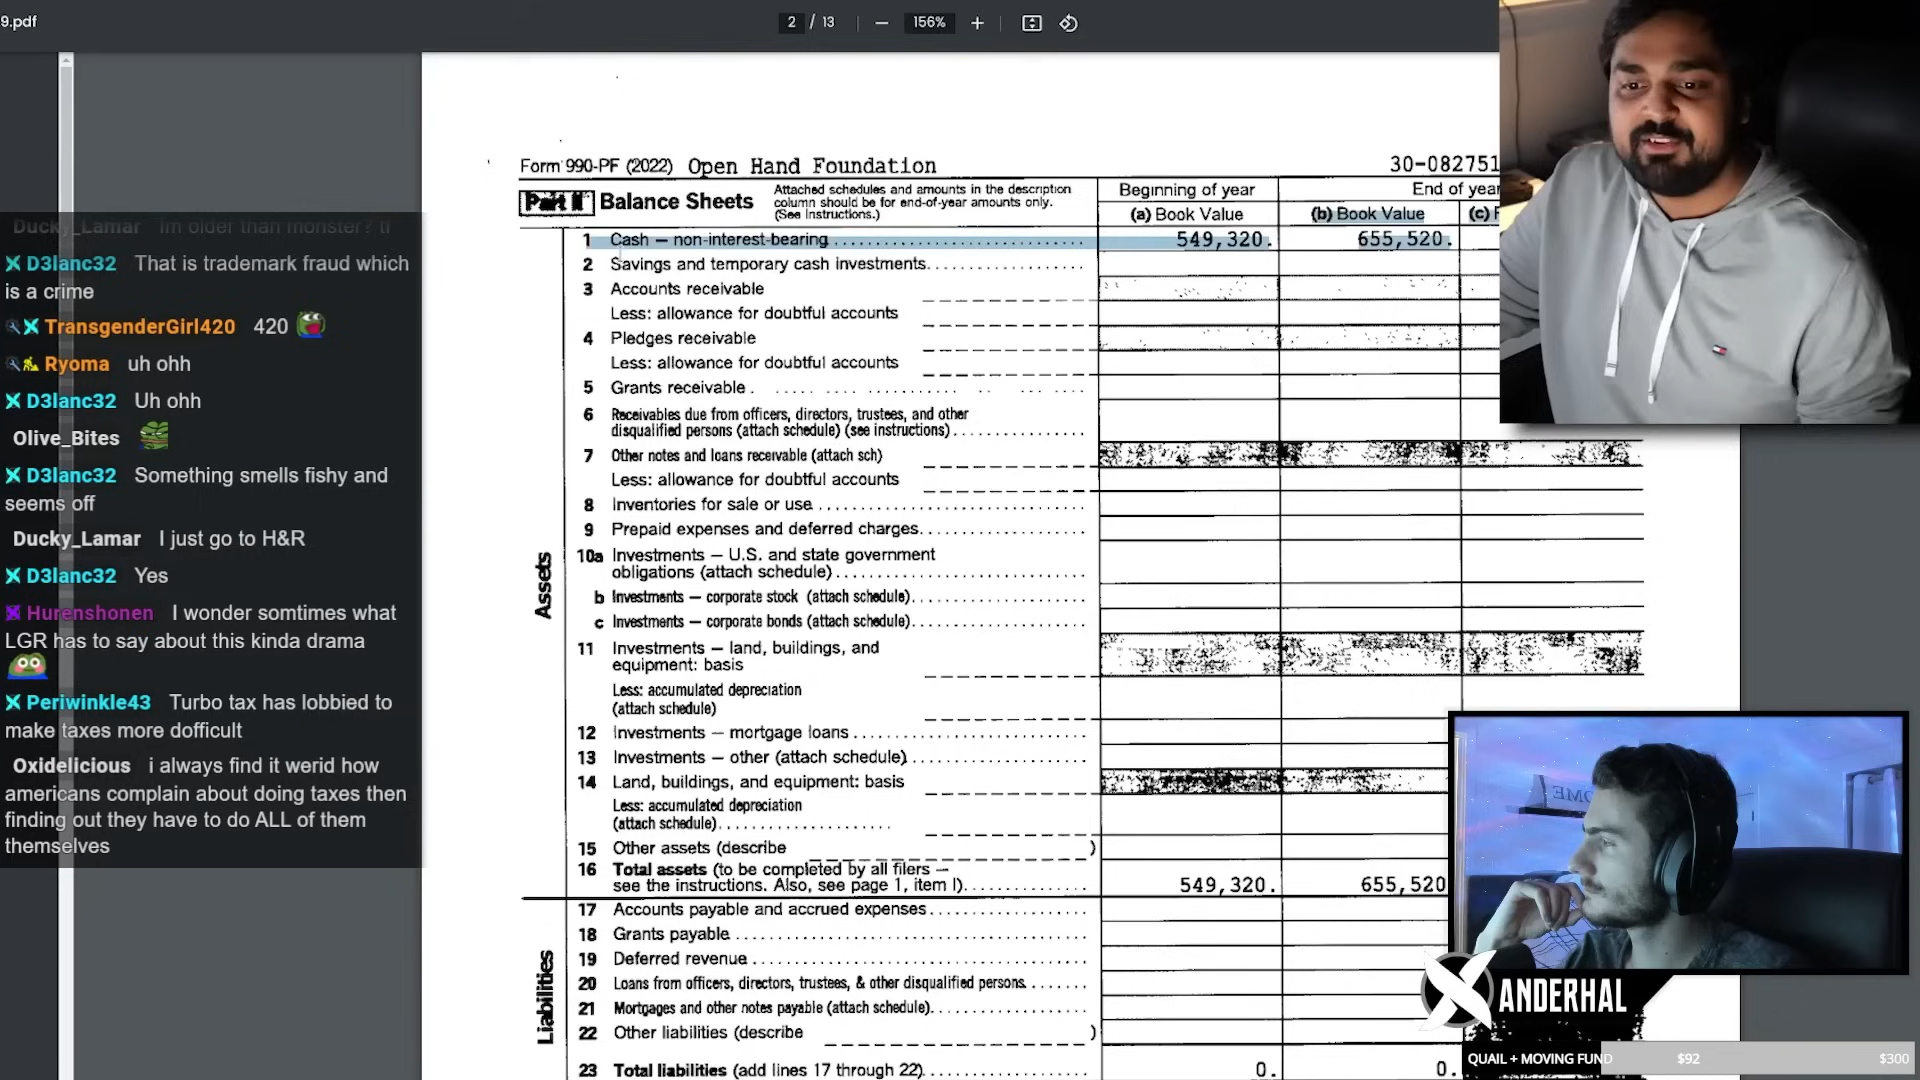 9.pdf
2 / 13
156%
Form 990-PF (2022) Open Hand Foundation
30-082751
Part II Balance Sheets
Attached schedules and amounts in the description
column should be for end-of-year amounts only.
(See instructions.)
Beginning of year
End of year
(a) Book Value
(b) Book Value
1 Cash – non-interest-bearing 549,320. 655,520.
2 Savings and temporary cash investments
3 Accounts receivable
Less: allowance for doubtful accounts
4 Pledges receivable
Less: allowance for doubtful accounts
5 Grants receivable
6 Receivables due from officers, directors, trustees, and other
disqualified persons (attach schedule) (see instructions)
7 Other notes and loans receivable (attach sch)
Less: allowance for doubtful accounts
8 Inventories for sale or use
9 Prepaid expenses and deferred charges
10a Investments – U.S. and state government
obligations (attach schedule)
b Investments – corporate stock (attach schedule)
c Investments – corporate bonds (attach schedule)
11 Investments – land, buildings, and
equipment: basis
Less: accumulated depreciation
(attach schedule)
12 Investments – mortgage loans
13 Investments – other (attach schedule)
14 Land, buildings, and equipment: basis
Less: accumulated depreciation
(attach schedule)
15 Other assets (describe )
16 Total assets (to be completed by all filers –
see the instructions. Also, see page 1, item I) 549,320. 655,520
Assets
17 Accounts payable and accrued expenses
18 Grants payable
19 Deferred revenue
20 Loans from officers, directors, trustees, & other disqualified persons
21 Mortgages and other notes payable (attach schedule)
22 Other liabilities (describe )
23 Total liabilities (add lines 17 through 22) 0. 0.
Liabilities
Ducky_Lamar Im older than monster?
D3lanc32 That is trademark fraud which
is a crime
TransgenderGirl420 420
Ryoma uh ohh
D3lanc32 Uh ohh
Olive_Bites
D3lanc32 Something smells fishy and
seems off
Ducky_Lamar I just go to H&R
D3lanc32 Yes
Hurenshonen I wonder somtimes what
LGR has to say about this kinda drama
Periwinkle43 Turbo tax has lobbied to
make taxes more dofficult
Oxidelicious i always find it werid how
americans complain about doing taxes then
finding out they have to do ALL of them
themselves
XANDERHAL
QUAIL + MOVING FUND $92 $300